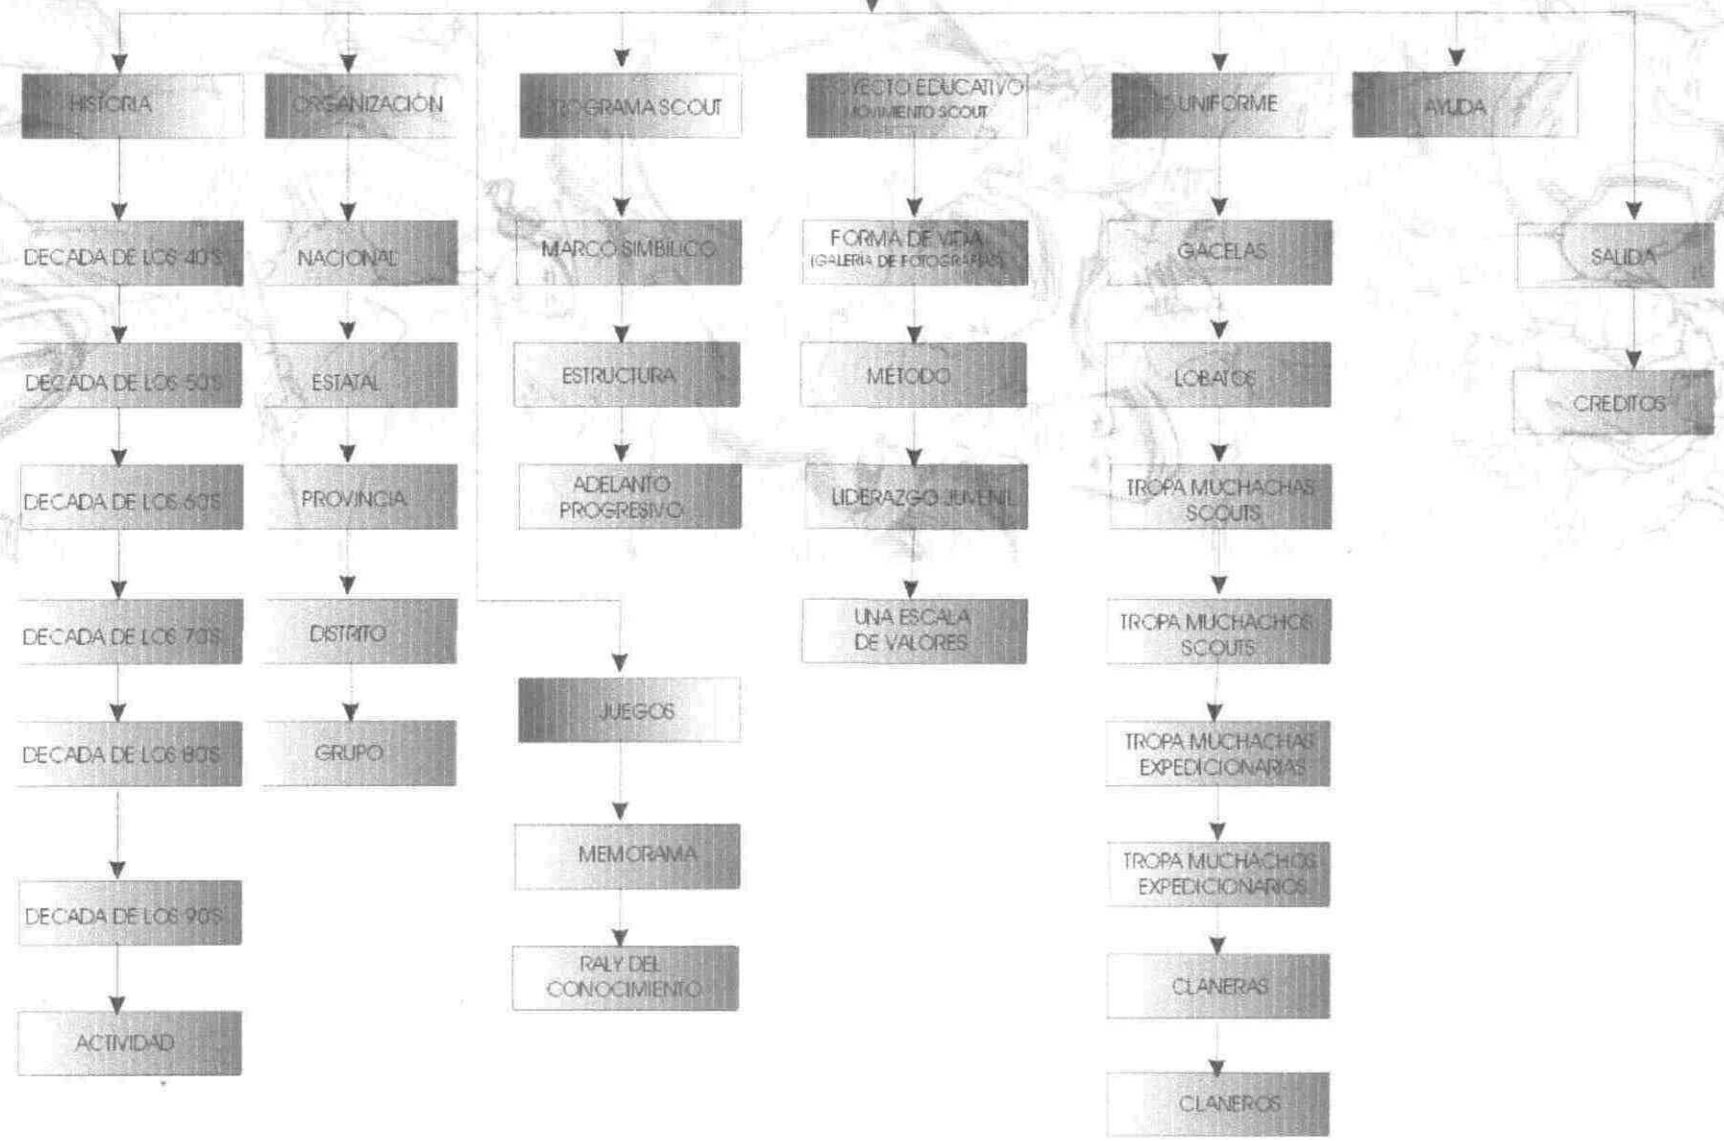 HISTORIA
DECADA DE LOS 40'S
DECADA DE LOS 50'S
DECADA DE LOS 60'S
DECADA DE LOS 70'S
DECADA DE LOS 80'S
DECADA DE LOS 90'S
ACTIVIDAD
ORGANIZACIÓN
NACIONAL
ESTATAL
PROVINCIA
DISTRITO
GRUPO
PROGRAMA SCOUT
MARCO SIMBILICO
ESTRUCTURA
ADELANTO
PROGRESIVO
JUEGOS
MEMORAMA
RALY DEL
CONOCIMIENTO
PROYECTO EDUCATIVO
MOVIMIENTO SCOUT
FORMA DE VIDA
(GALERIA DE FOTOGRAFIAS)
METODO
LIDERAZGO JUVENIL
UNA ESCALA
DE VALORES
UNIFORME
GACELAS
LOBATOS
TROPA MUCHACHAS
SCOUTS
TROPA MUCHACHOS
SCOUTS
TROPA MUCHACHAS
EXPEDICIONARIAS
TROPA MUCHACHOS
EXPEDICIONARIOS
CLANERAS
CLANEROS
AYUDA
SALIDA
CREDITOS